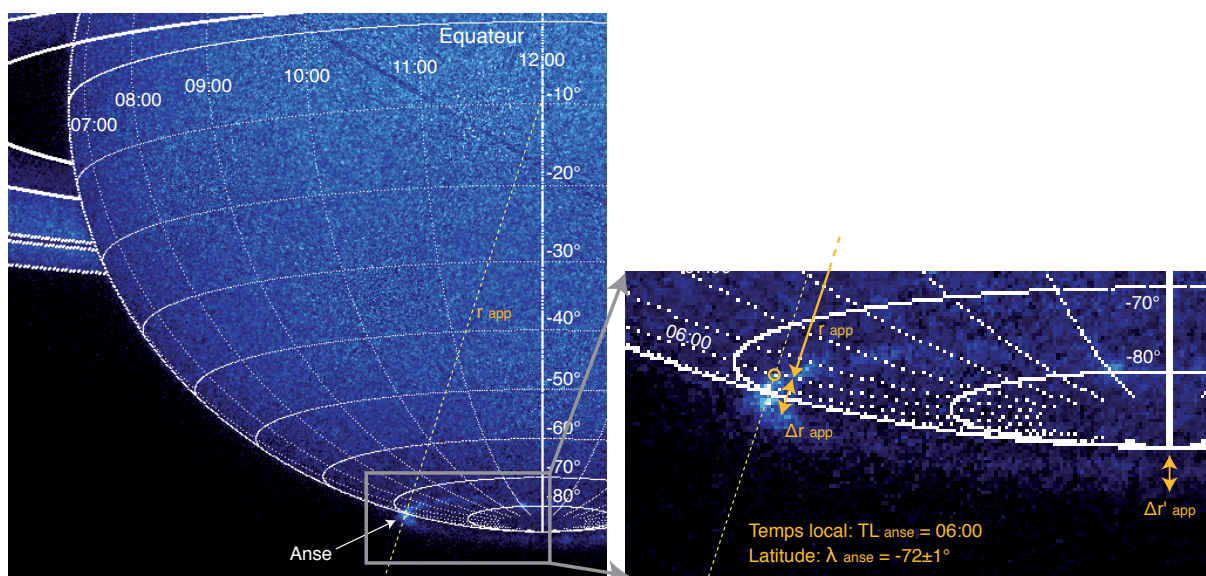 Equateur
12:00
11:00
10:00
09:00
08:00
07:00
-10°
-20°
-30°
r app
-40°
-50°
-60°
-70°
-80°
Anse
07:00
06:00
-70°
r app
-80°
Δr app
Δr' app
Temps local: TL anse = 06:00
Latitude: λ anse = -72±1°